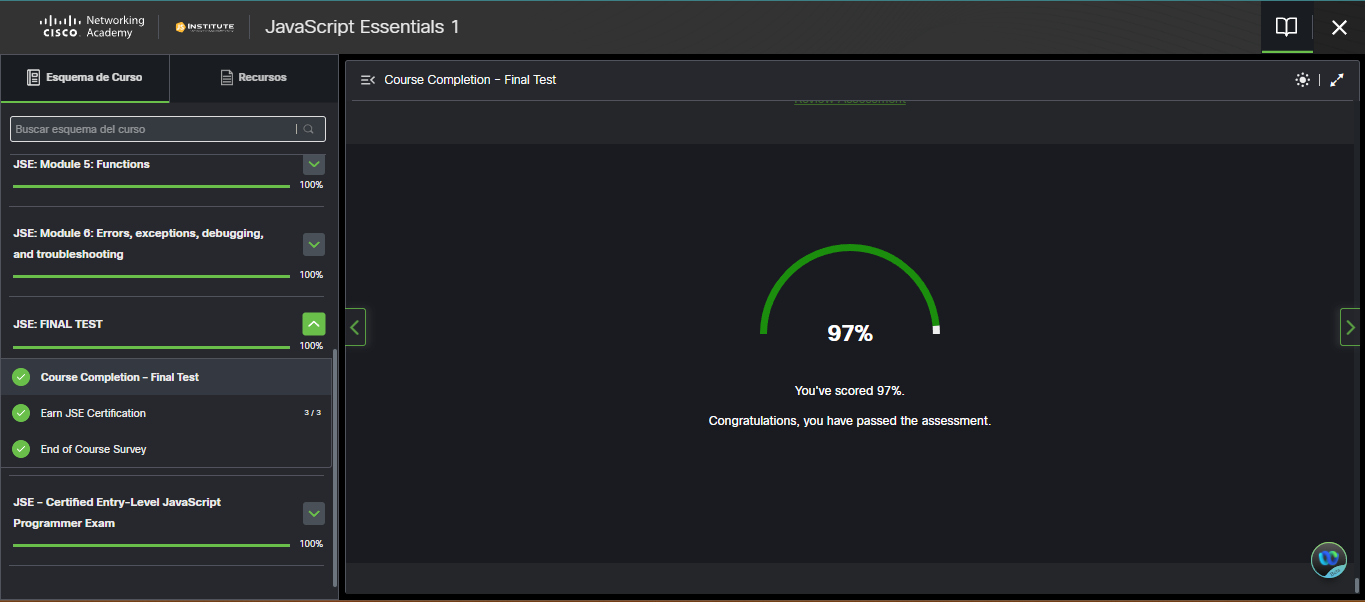 Networking
CISCO Academy
INSTITUTE
JavaScript Essentials 1
Esquema de Curso
Recursos
Buscar esquema del curso
JSE: Module 5: Functions
100%
JSE: Module 6: Errors, exceptions, debugging,
and troubleshooting
100%
JSE: FINAL TEST
100%
Course Completion - Final Test
Earn JSE Certification 3 / 3
End of Course Survey
JSE - Certified Entry-Level JavaScript
Programmer Exam
100%
Course Completion - Final Test
Review Assessment
97%
You've scored 97%.
Congratulations, you have passed the assessment.